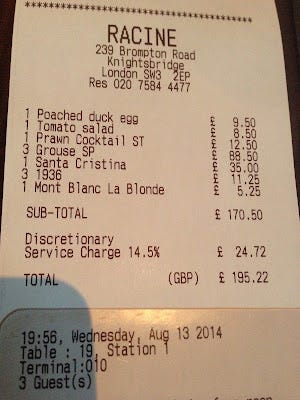 ************************************
RACINE
239 Brompton Road
Knightsbridge
London SW3 2EP
Res 020 7584 4477
1 Poached duck egg £ 9.50
1 Tomato salad £ 8.50
1 Prawn Cocktail ST £ 12.50
3 Grouse SP £ 88.50
1 Santa Cristina £ 35.00
3 1936 £ 11.25
1 Mont Blanc La Blonde £ 5.25
SUB-TOTAL £ 170.50
Discretionary
Service Charge 14.5% £ 24.72
TOTAL (GBP) £ 195.22
19:56, Wednesday, Aug 13 2014
Table : 19, Station 1
Terminal:010
3 Guest(s)